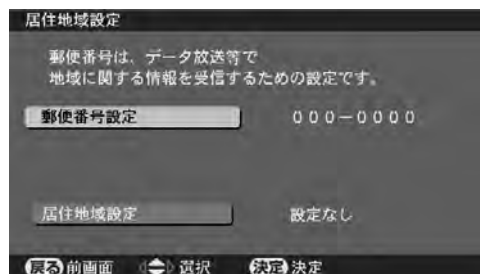 居住地域設定
郵便番号は、データ放送等で
地域に関する情報を受信するための設定です。
郵便番号設定 000-0000
居住地域設定 設定なし
戻る 前画面 選択 決定 決定